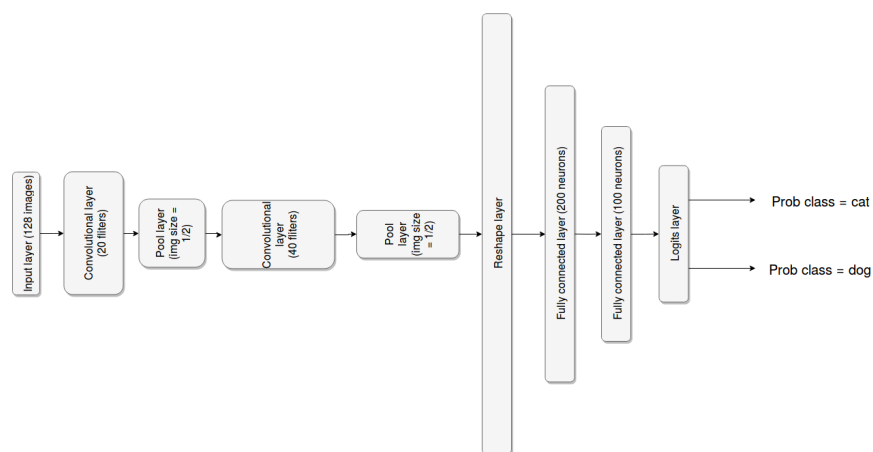 Input layer (128 images)
Convolutional layer
(20 filters)
Pool layer
(img size =
1/2)
Convolutional
layer
(40 filters)
Pool
layer
(img size
= 1/2)
Reshape layer
Fully connected layer (200 neurons)
Fully connected layer (100 neurons)
Logits layer
Prob class = cat
Prob class = dog